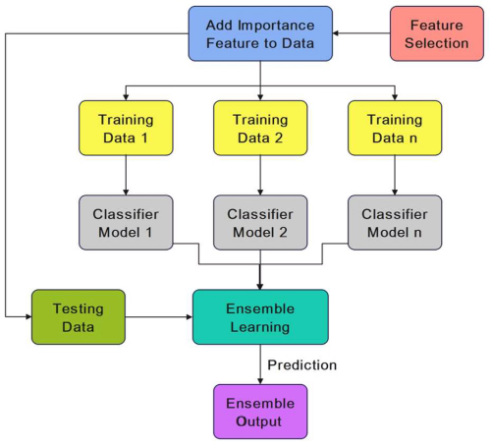 Add Importance
Feature to Data
Feature
Selection
Training
Data 1
Training
Data 2
Training
Data n
Classifier
Model 1
Classifier
Model 2
Classifier
Model n
Testing
Data
Ensemble
Learning
Prediction
Ensemble
Output